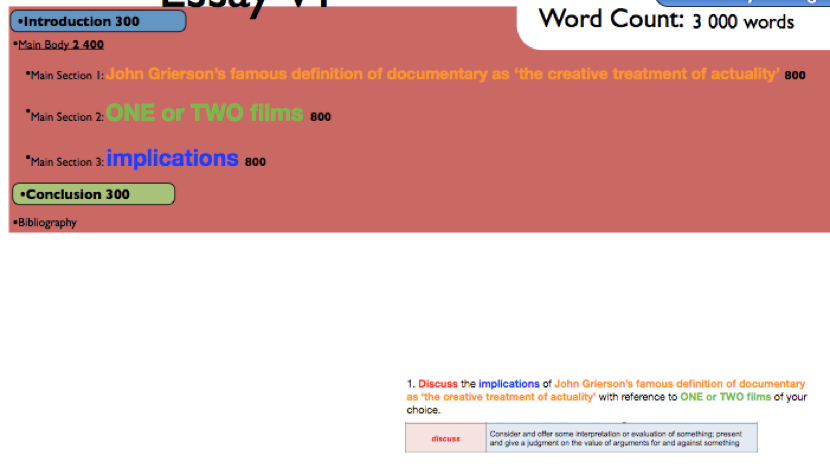 Essay V1
•Introduction 300
Word Count: 3 000 words
•Main Body 2 400
•Main Section 1: John Grierson's famous definition of documentary as 'the creative treatment of actuality' 800
•Main Section 2: ONE or TWO films 800
•Main Section 3: implications 800
•Conclusion 300
•Bibliography
1. Discuss the implications of John Grierson's famous definition of documentary
as 'the creative treatment of actuality' with reference to ONE or TWO films of your
choice.
discuss
Consider and offer some interpretation or evaluation of something; present
and give a judgment on the value of arguments for and against something